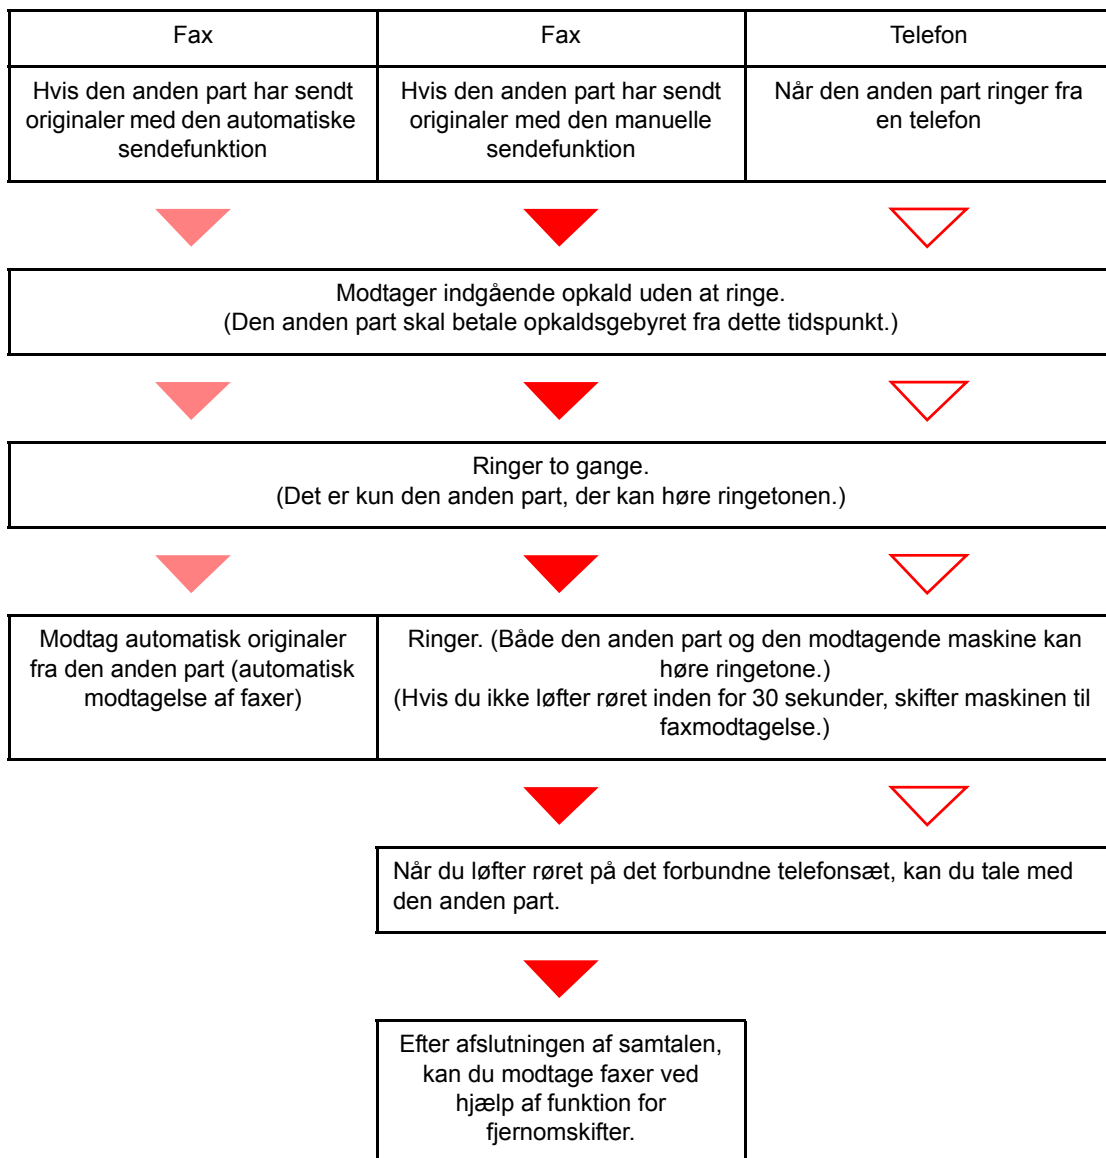 Fax
Fax
Telefon
Hvis den anden part har sendt
originaler med den automatiske
sendefunktion
Hvis den anden part har sendt
originaler med den manuelle
sendefunktion
Når den anden part ringer fra
en telefon
Modtager indgående opkald uden at ringe.
(Den anden part skal betale opkaldsgebyret fra dette tidspunkt.)
Ringer to gange.
(Det er kun den anden part, der kan høre ringetonen.)
Modtag automatisk originaler
fra den anden part (automatisk
modtagelse af faxer)
Ringer. (Både den anden part og den modtagende maskine kan
høre ringetone.)
(Hvis du ikke løfter røret inden for 30 sekunder, skifter maskinen til
faxmodtagelse.)
Når du løfter røret på det forbundne telefonsæt, kan du tale med
den anden part.
Efter afslutningen af samtalen,
kan du modtage faxer ved
hjælp af funktion for
fjernomskifter.